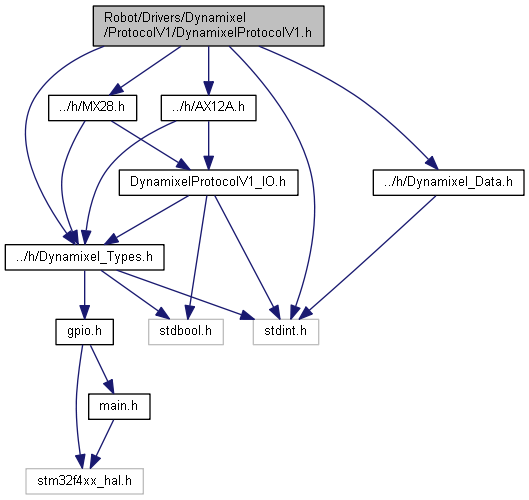 Robot/Drivers/Dynamixel
/ProtocolV1/DynamixelProtocolV1.h
../h/MX28.h
../h/AX12A.h
DynamixelProtocolV1_IO.h
../h/Dynamixel_Data.h
../h/Dynamixel_Types.h
gpio.h
stdbool.h
stdint.h
main.h
stm32f4xx_hal.h